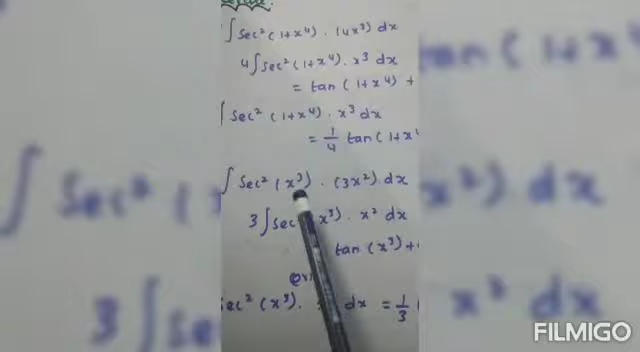 ∫ Sec² (1+x⁴) . (4x³) dx
4∫ Sec² (1+x⁴) . x³ dx
= tan (1+x⁴) +
∫ Sec² (1+x⁴) . x³ dx
= 1/4 tan (1+x⁴
∫ Sec² (x³) . (3x²) dx
3 ∫ Sec x³) . x² dx
tan (x³) +
Sec² (x³) . dx = 1/3
FILMIGO